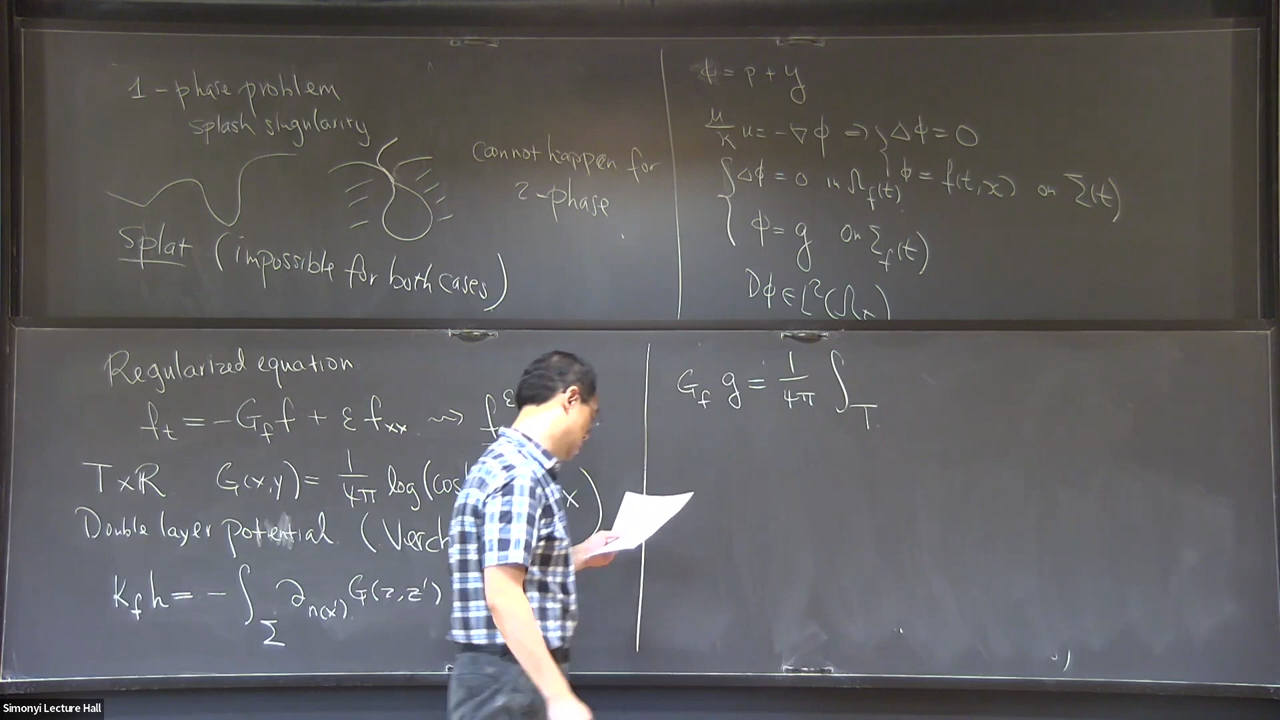 1-phase problem
splash singularity
cannot happen for
2-phase
Splat (impossible for both cases)
ϕ = p + y
μ/κ u = -∇ϕ ⇒ { Δϕ = 0
ϕ = f(t,x) on Σ(t)
{ Δϕ = 0 in Ω_f(t)
ϕ = g on Σ_f(t)
Dϕ ∈ L²(Ω
Regularized equation
f_t = -G_f f + ε f_xx ⇝ f^ε
T×R G(x,y) = 1/4π log(cos x)
Double layer potential (Verch
K_f h = -∫_Σ ∂_n(x') G(z,z')
G_f g = 1/4π ∫_T
Simonyi Lecture Hall